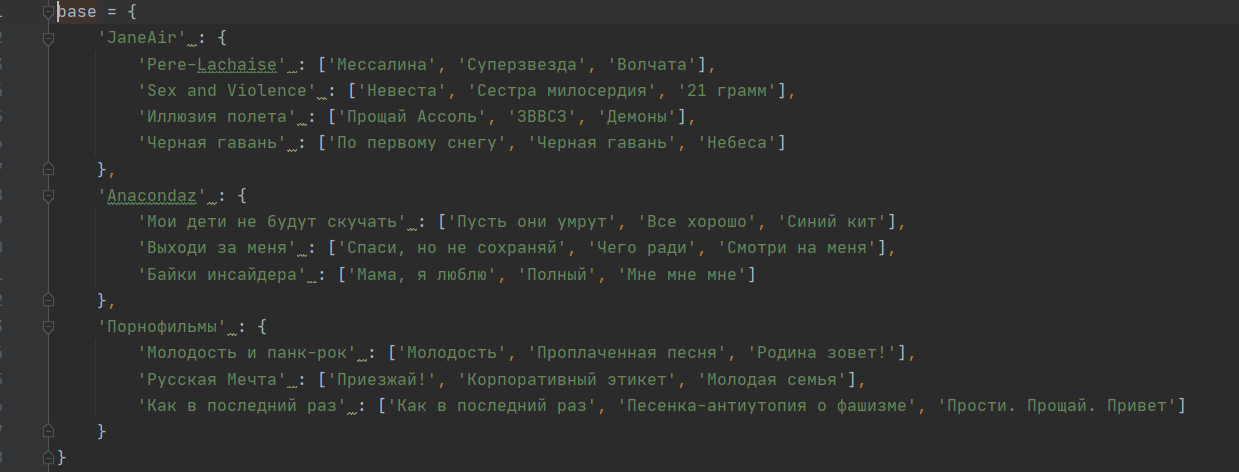 base = {
    'JaneAir' : {
        'Pere-Lachaise' : ['Мессалина', 'Суперзвезда', 'Волчата'],
        'Sex and Violence' : ['Невеста', 'Сестра милосердия', '21 грамм'],
        'Иллюзия полета' : ['Прощай Ассоль', 'ЗВВСЗ', 'Демоны'],
        'Черная гавань' : ['По первому снегу', 'Черная гавань', 'Небеса']
    },
    'Anacondaz' : {
        'Мои дети не будут скучать' : ['Пусть они умрут', 'Все хорошо', 'Синий кит'],
        'Выходи за меня' : ['Спаси, но не сохраняй', 'Чего ради', 'Смотри на меня'],
        'Байки инсайдера' : ['Мама, я люблю', 'Полный', 'Мне мне мне']
    },
    'Порнофильмы' : {
        'Молодость и панк-рок' : ['Молодость', 'Проплаченная песня', 'Родина зовет!'],
        'Русская Мечта' : ['Приезжай!', 'Корпоративный этикет', 'Молодая семья'],
        'Как в последний раз' : ['Как в последний раз', 'Песенка-антиутопия о фашизме', 'Прости. Прощай. Привет']
    }
}